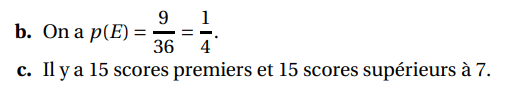 b. On a p(E) = 9/36 = 1/4.
c. Il y a 15 scores premiers et 15 scores supérieurs à 7.